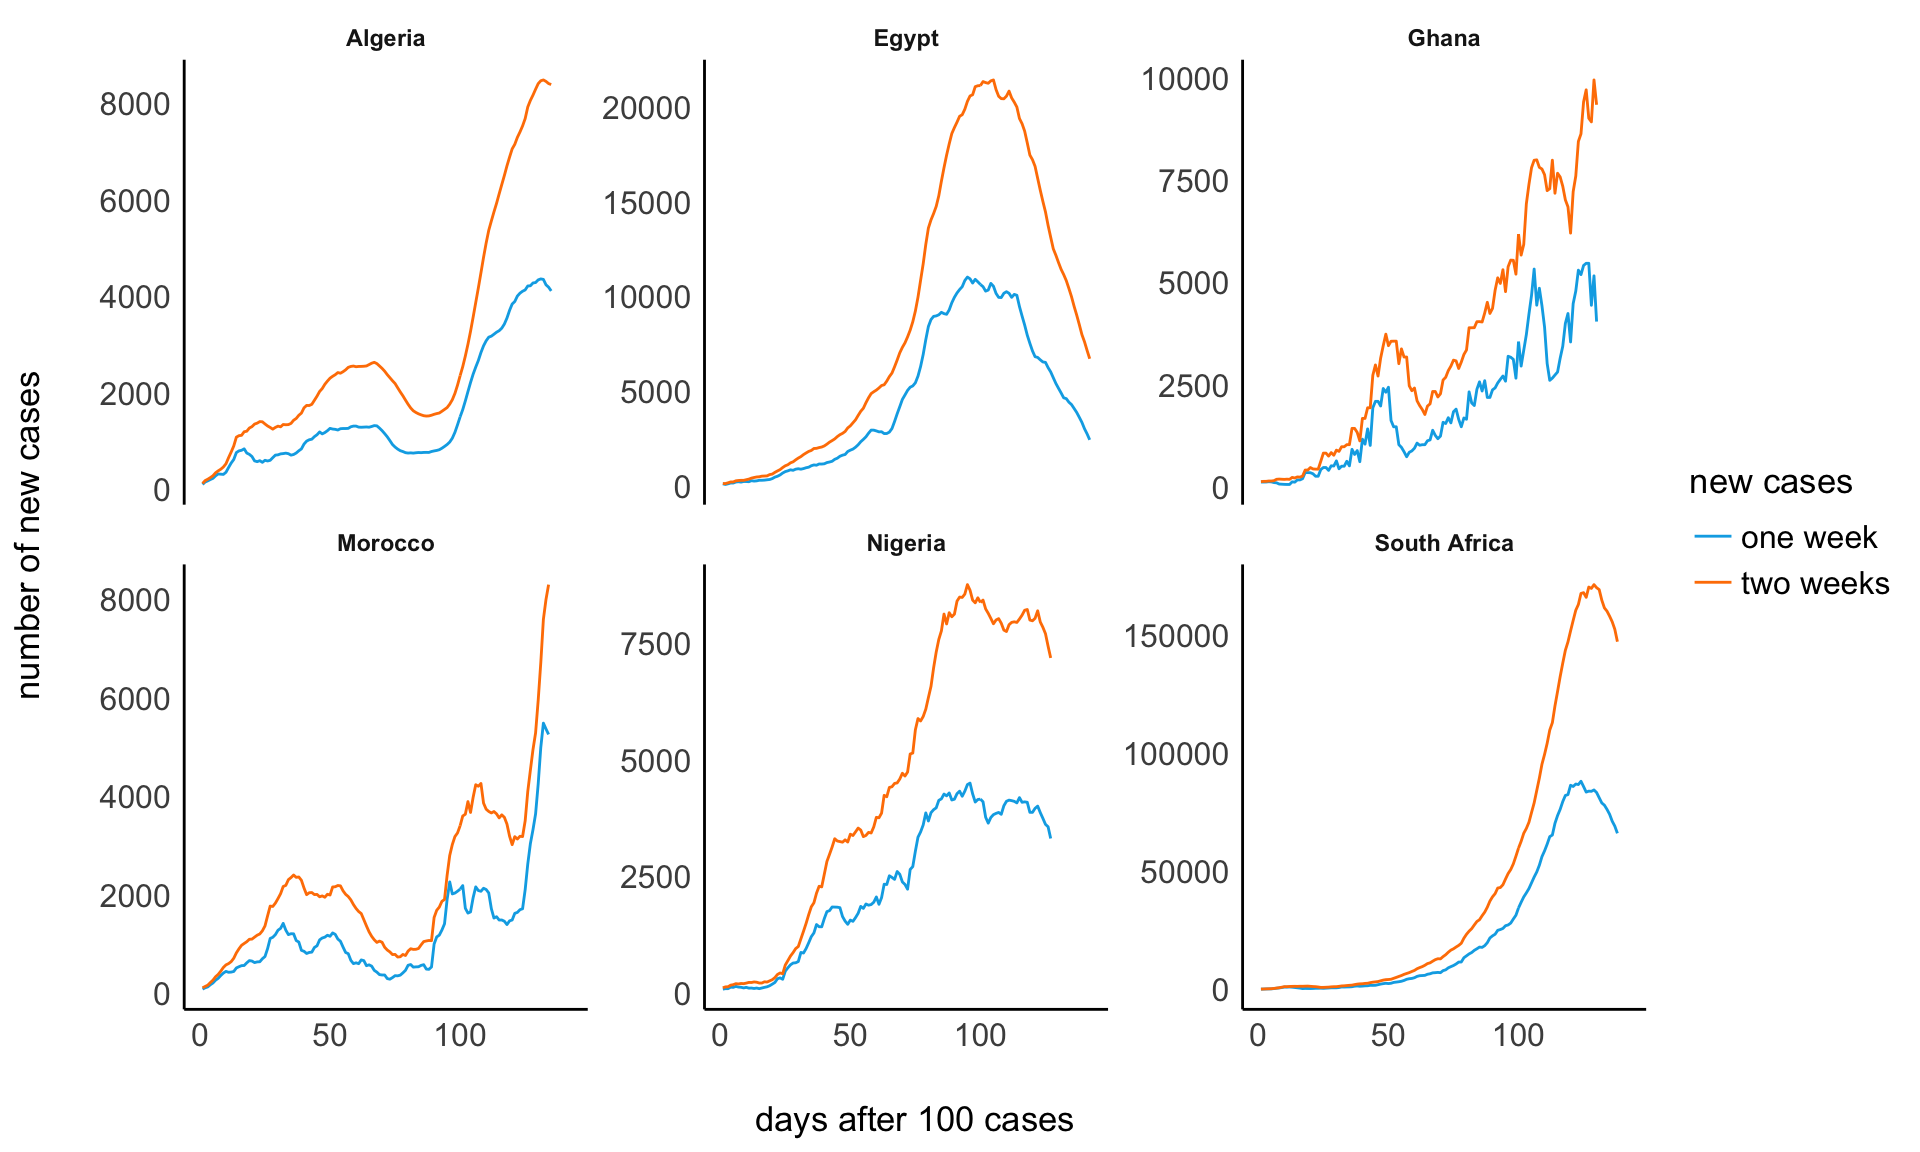 Algeria
Egypt
Ghana
8000
6000
4000
2000
0
20000
15000
10000
5000
0
10000
7500
5000
2500
0
number of new cases
Morocco
Nigeria
South Africa
8000
6000
4000
2000
0
7500
5000
2500
0
150000
100000
50000
0
0 50 100
0 50 100
0 50 100
days after 100 cases
new cases
one week
two weeks